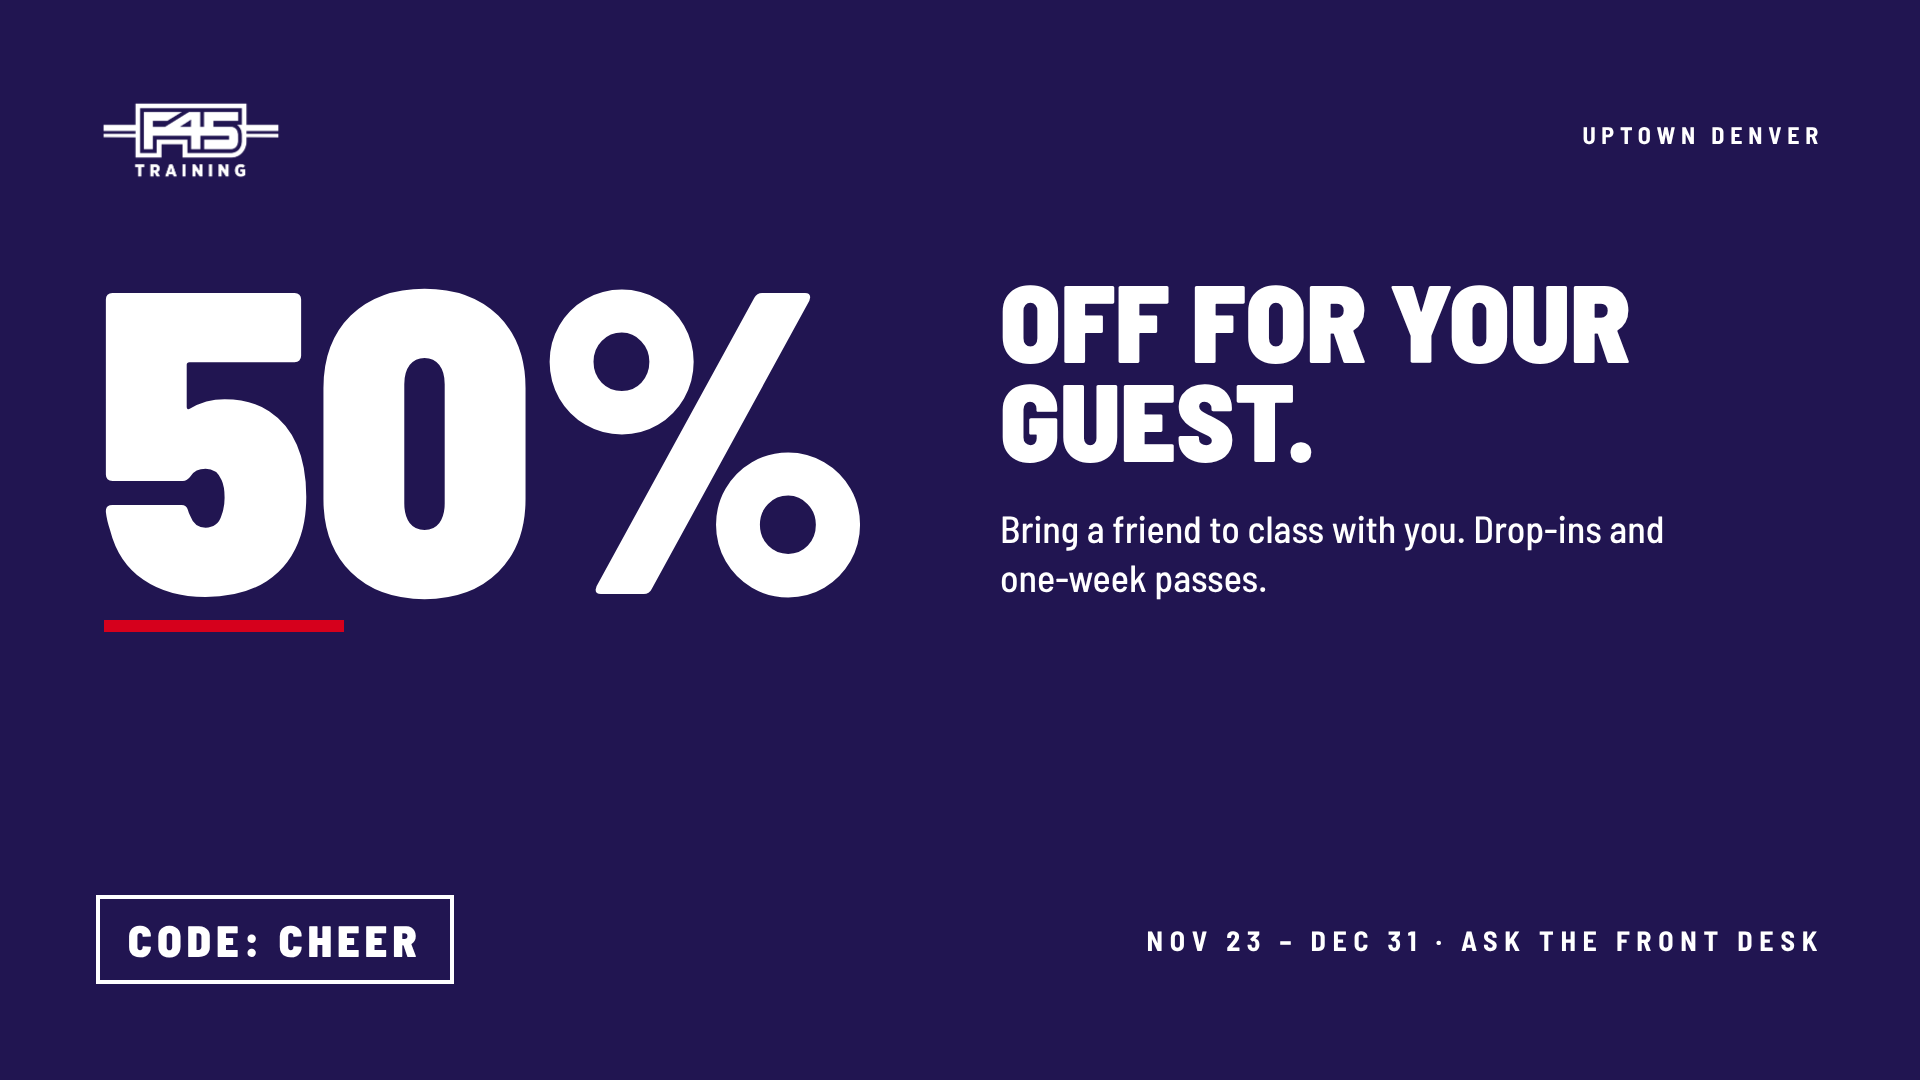 F45
TRAINING
UPTOWN DENVER
50%
OFF FOR YOUR
GUEST.
Bring a friend to class with you. Drop-ins and
one-week passes.
CODE: CHEER
NOV 23 – DEC 31 · ASK THE FRONT DESK